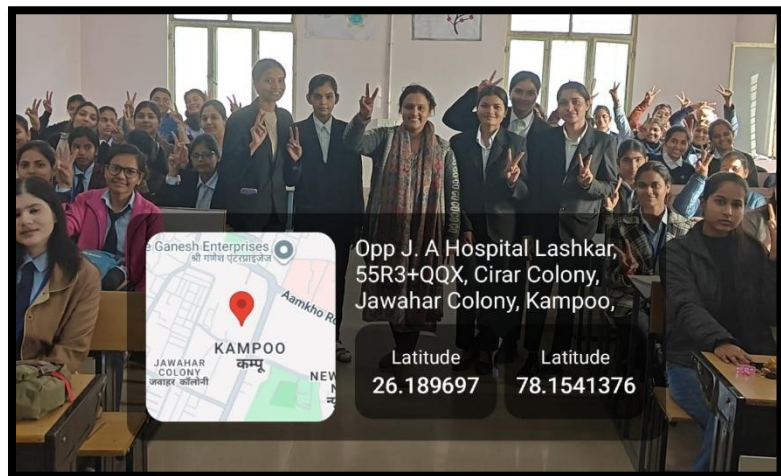 e Ganesh Enterprises
श्री गणेश एंटरप्राइजेज
Aamkho
KAMPOO
कम्पू
JAWAHAR
COLONY
जवाहर कॉलोनी
NEW
Opp J. A Hospital Lashkar,
55R3+QQX, Cirar Colony,
Jawahar Colony, Kampoo,
Latitude
26.189697
Latitude
78.1541376